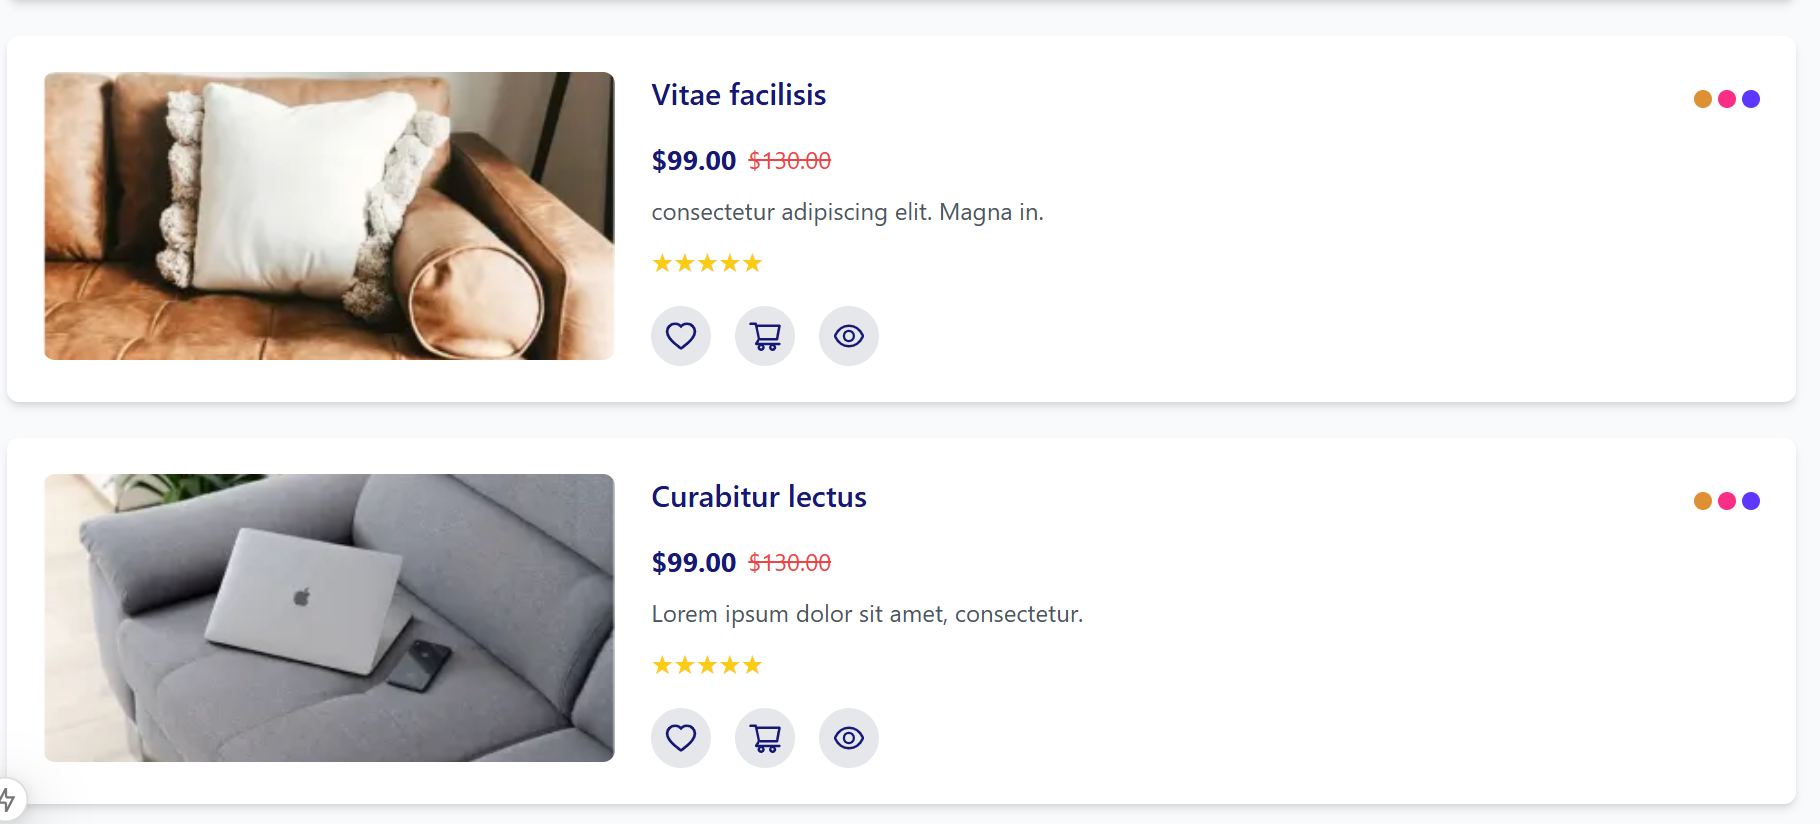 Vitae facilisis
$99.00 $130.00
consectetur adipiscing elit. Magna in.
★★★★★
Curabitur lectus
$99.00 $130.00
Lorem ipsum dolor sit amet, consectetur.
★★★★★